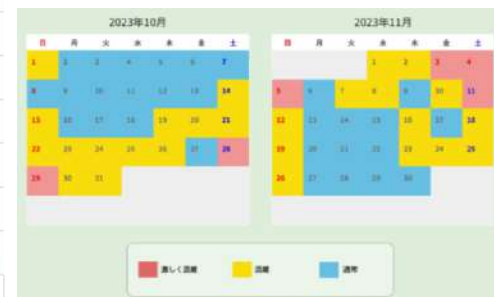 2023年10月
日 月 火 水 木 金 土
1 2 3 4 5 6 7
8 9 10 11 12 13 14
15 16 17 18 19 20 21
22 23 24 25 26 27 28
29 30 31
2023年11月
日 月 火 水 木 金 土
1 2 3 4
5 6 7 8 9 10 11
12 13 14 15 16 17 18
19 20 21 22 23 24 25
26 27 28 29 30
激しく混雑 混雑 通常